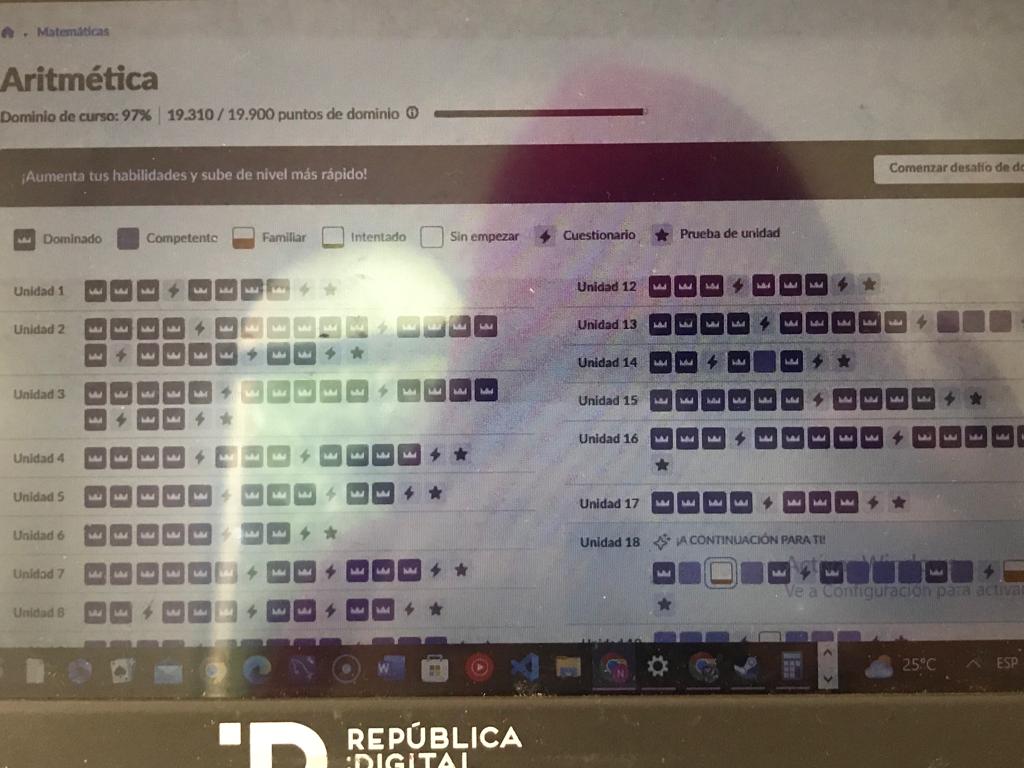 Matemáticas
Aritmética
Dominio de curso: 97% | 19.310 / 19.900 puntos de dominio
¡Aumenta tus habilidades y sube de nivel más rápido!
Comenzar desafío de do
Dominado
Competente
Familiar
Intentado
Sin empezar
Cuestionario
Prueba de unidad
Unidad 1
Unidad 2
Unidad 3
Unidad 4
Unidad 5
Unidad 6
Unidad 7
Unidad 8
Unidad 12
Unidad 13
Unidad 14
Unidad 15
Unidad 16
Unidad 17
Unidad 18
¡A CONTINUACIÓN PARA TI!
Activar Windows
Ve a Configuración para activa
25°C
ESP
REPÚBLICA
DIGITAL